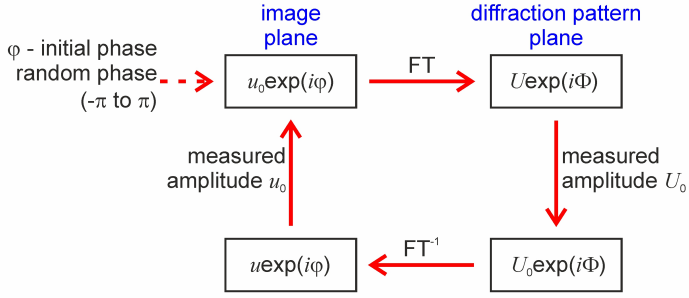 image
plane
diffraction pattern
plane
φ - initial phase
random phase
(-π to π)
u₀exp(iφ)
FT
Uexp(iΦ)
measured
amplitude u₀
measured
amplitude U₀
uexp(iφ)
FT⁻¹
U₀exp(iΦ)